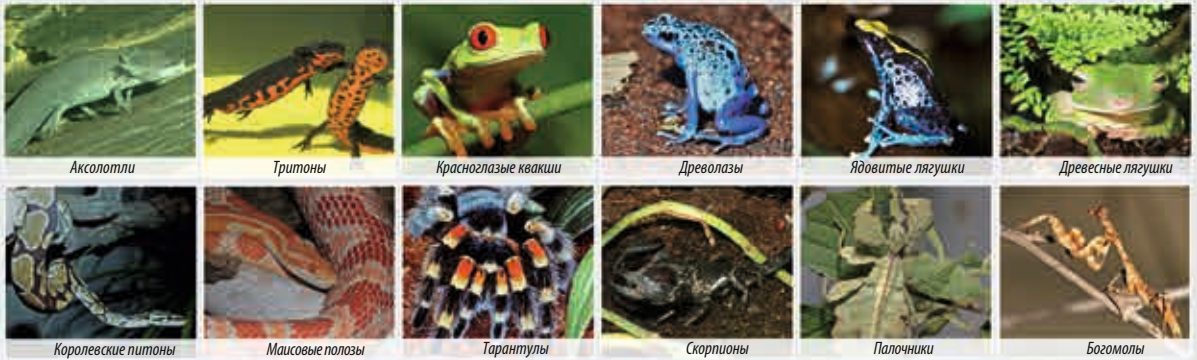 Аксолотли
Тритоны
Красноглазые квакши
Древолазы
Ядовитые лягушки
Древесные лягушки
Королевские питоны
Маисовые полозы
Тарантулы
Скорпионы
Палочники
Богомолы